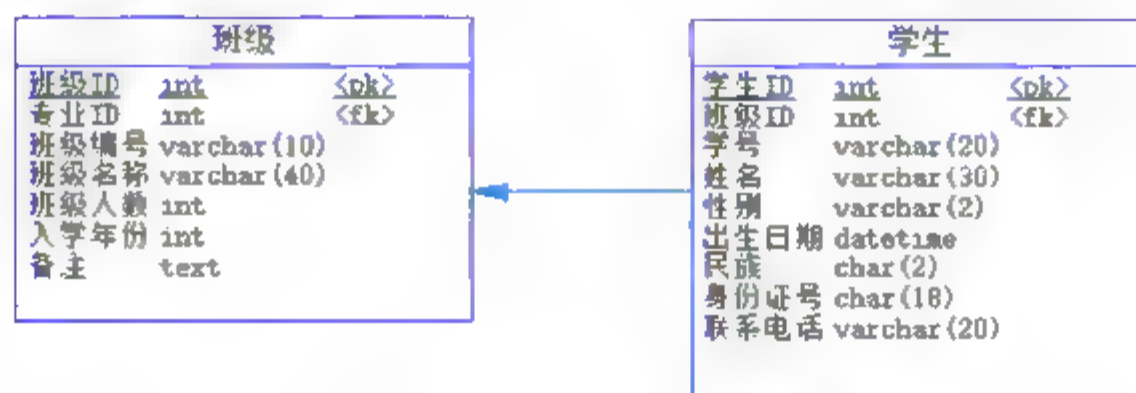 班级
班级ID int <pk>
专业ID int <fk>
班级编号 varchar(10)
班级名称 varchar(40)
班级人数 int
入学年份 int
备注 text
学生
学生ID int <pk>
班级ID int <fk>
学号 varchar(20)
姓名 varchar(30)
性别 varchar(2)
出生日期 datetime
民族 char(2)
身份证号 char(18)
联系电话 varchar(20)